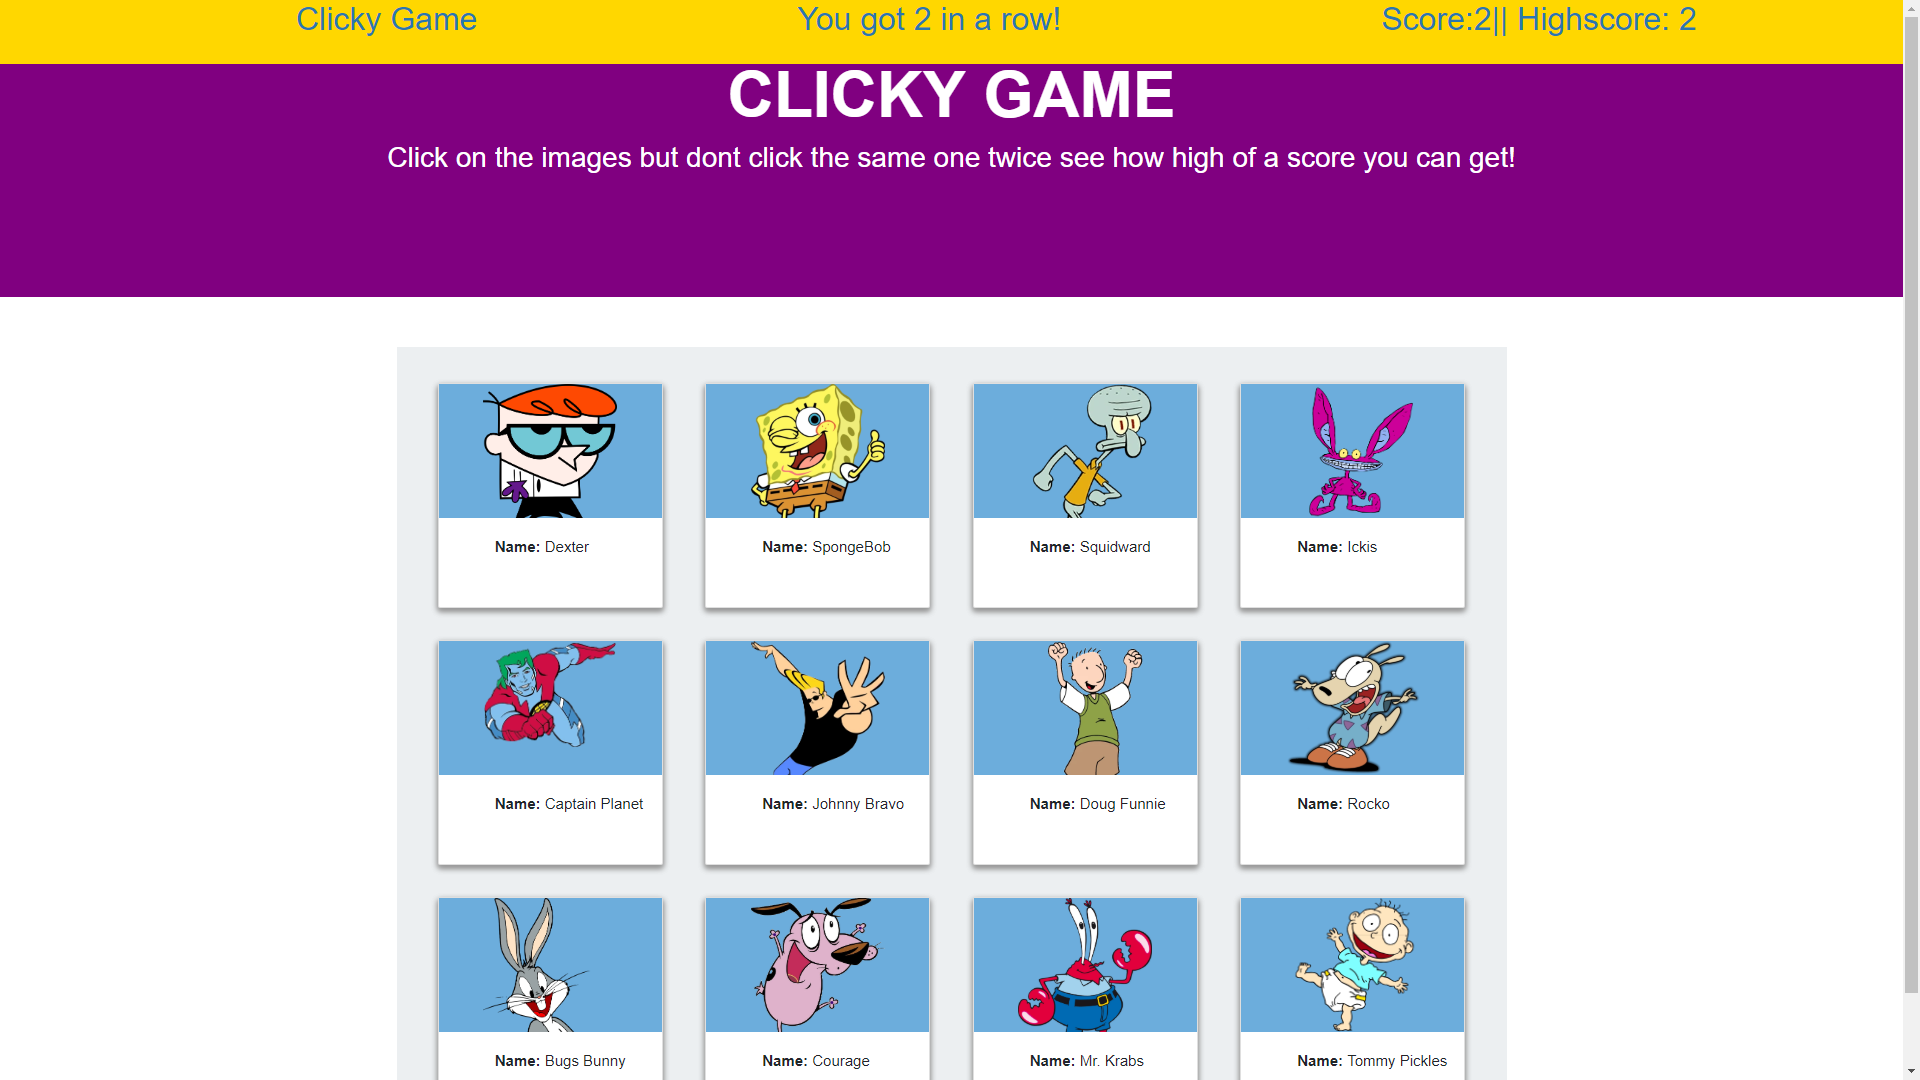 Clicky Game You got 2 in a row! Score:2|| Highscore: 2
CLICKY GAME
Click on the images but dont click the same one twice see how high of a score you can get!
Name: Dexter
Name: SpongeBob
Name: Squidward
Name: Ickis
Name: Captain Planet
Name: Johnny Bravo
Name: Doug Funnie
Name: Rocko
Name: Bugs Bunny
Name: Courage
Name: Mr. Krabs
Name: Tommy Pickles